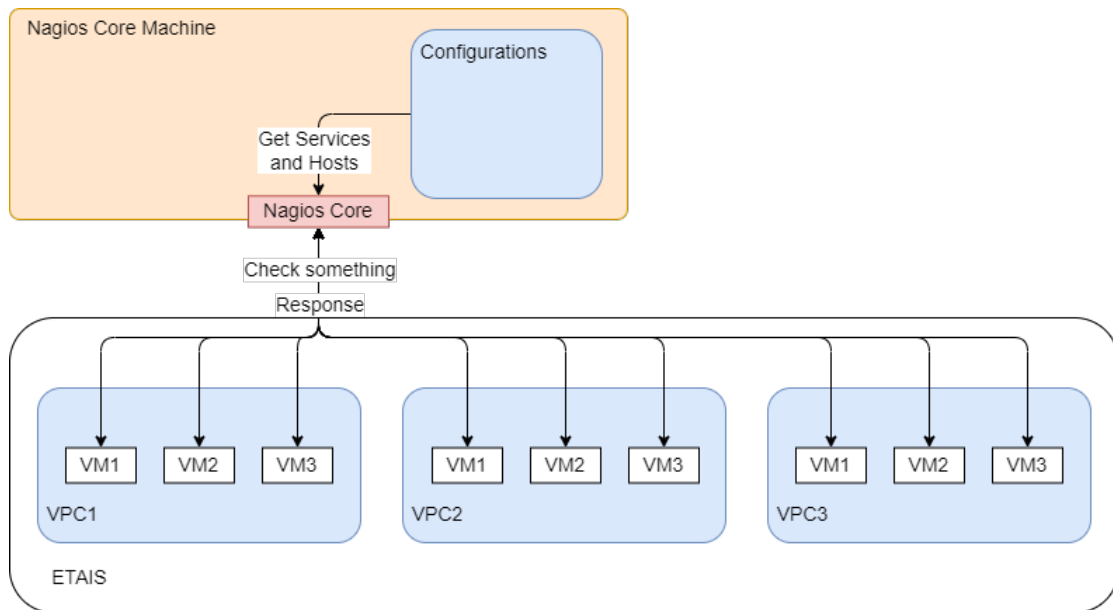 Nagios Core Machine
Configurations
Get Services
and Hosts
Nagios Core
Check something
Response
VM1
VM2
VM3
VPC1
VM1
VM2
VM3
VPC2
VM1
VM2
VM3
VPC3
ETAIS